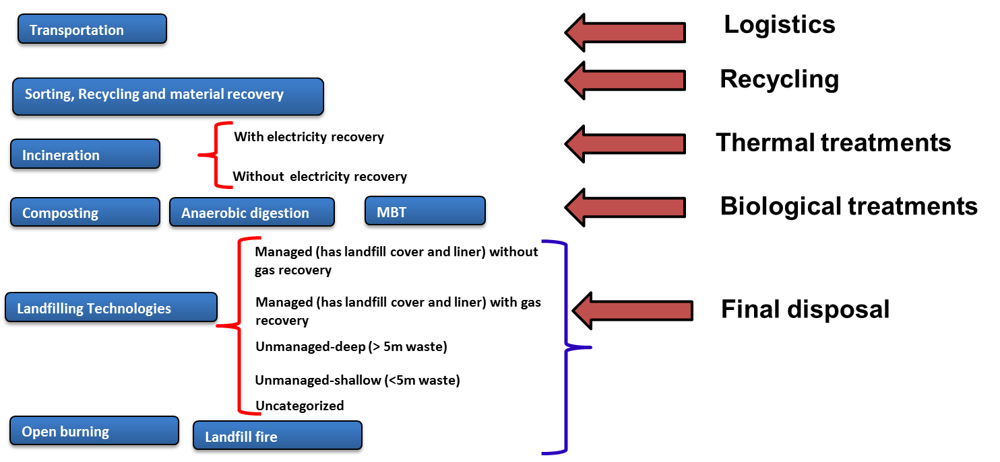 Transportation
Logistics
Sorting, Recycling and material recovery
Recycling
Incineration
With electricity recovery
Without electricity recovery
Thermal treatments
Composting
Anaerobic digestion
MBT
Biological treatments
Landfilling Technologies
Managed (has landfill cover and liner) without
gas recovery
Managed (has landfill cover and liner) with gas
recovery
Unmanaged-deep (> 5m waste)
Unmanaged-shallow (<5m waste)
Uncategorized
Final disposal
Open burning
Landfill fire